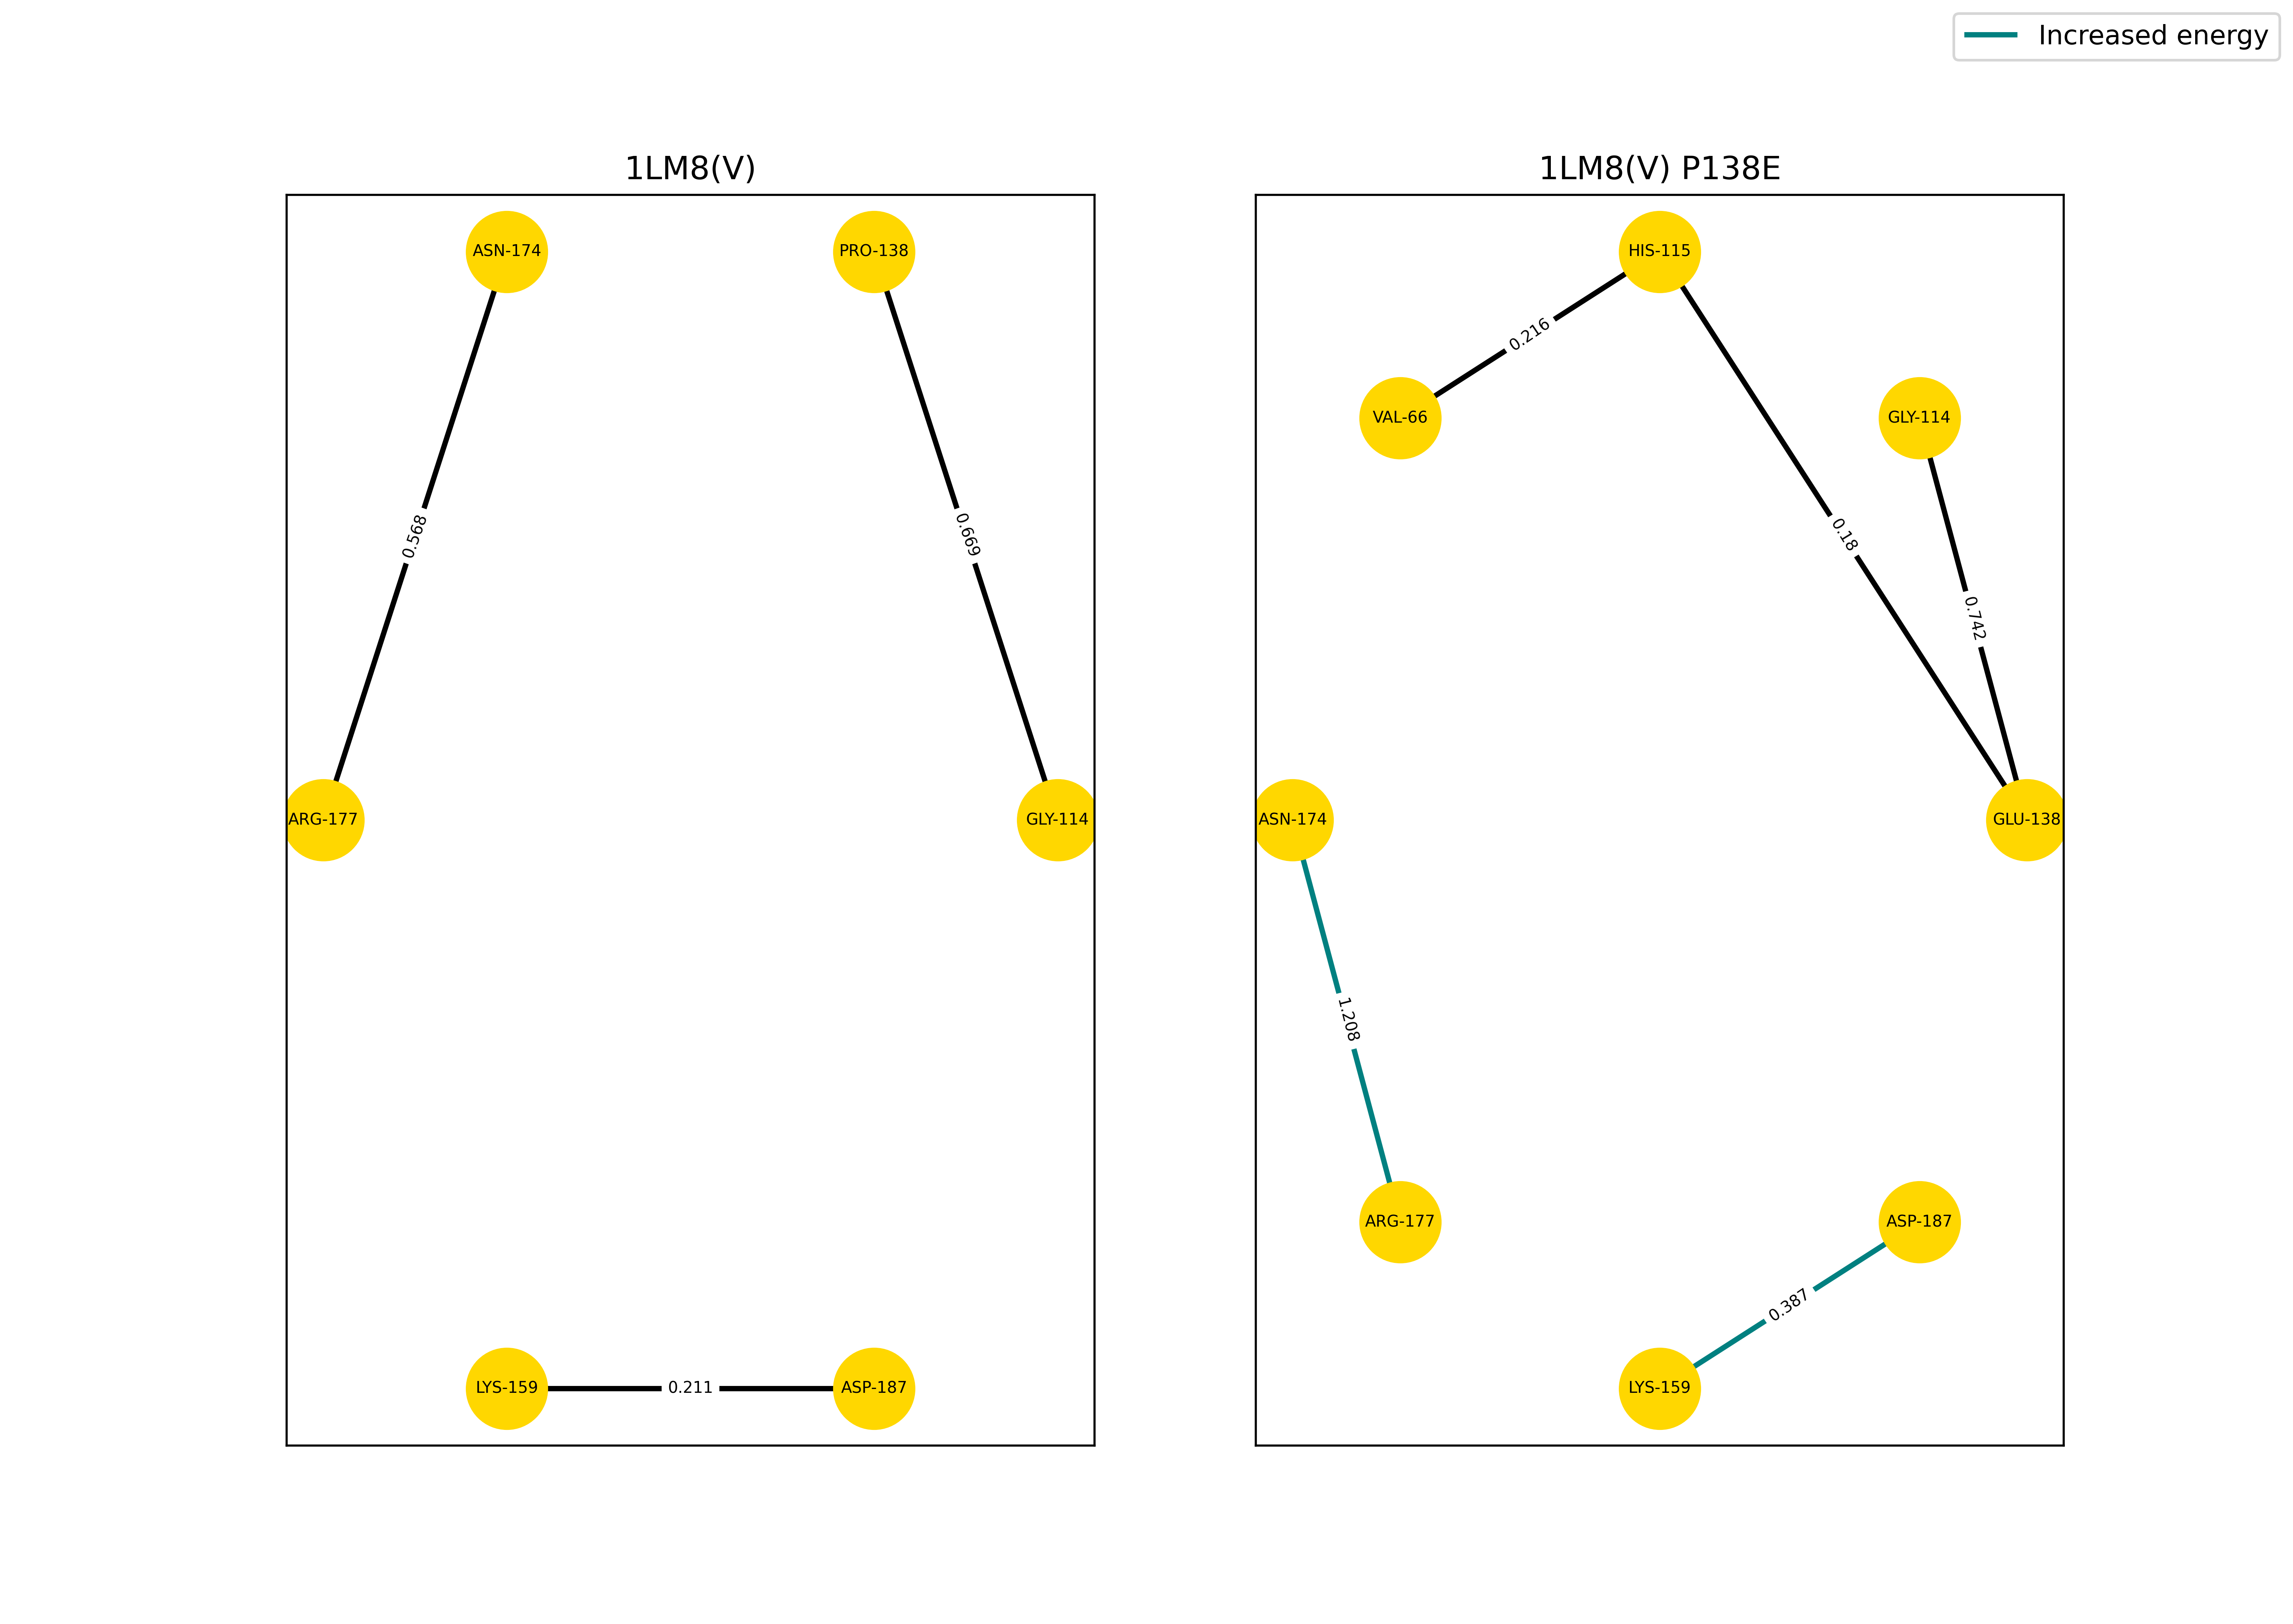 Increased energy
1LM8(V)
ASN-174
PRO-138
0.568
0.669
ARG-177
GLY-114
LYS-159
0.211
ASP-187
1LM8(V) P138E
HIS-115
0.216
VAL-66
GLY-114
0.18
0.742
ASN-174
GLU-138
1.208
ARG-177
ASP-187
0.387
LYS-159